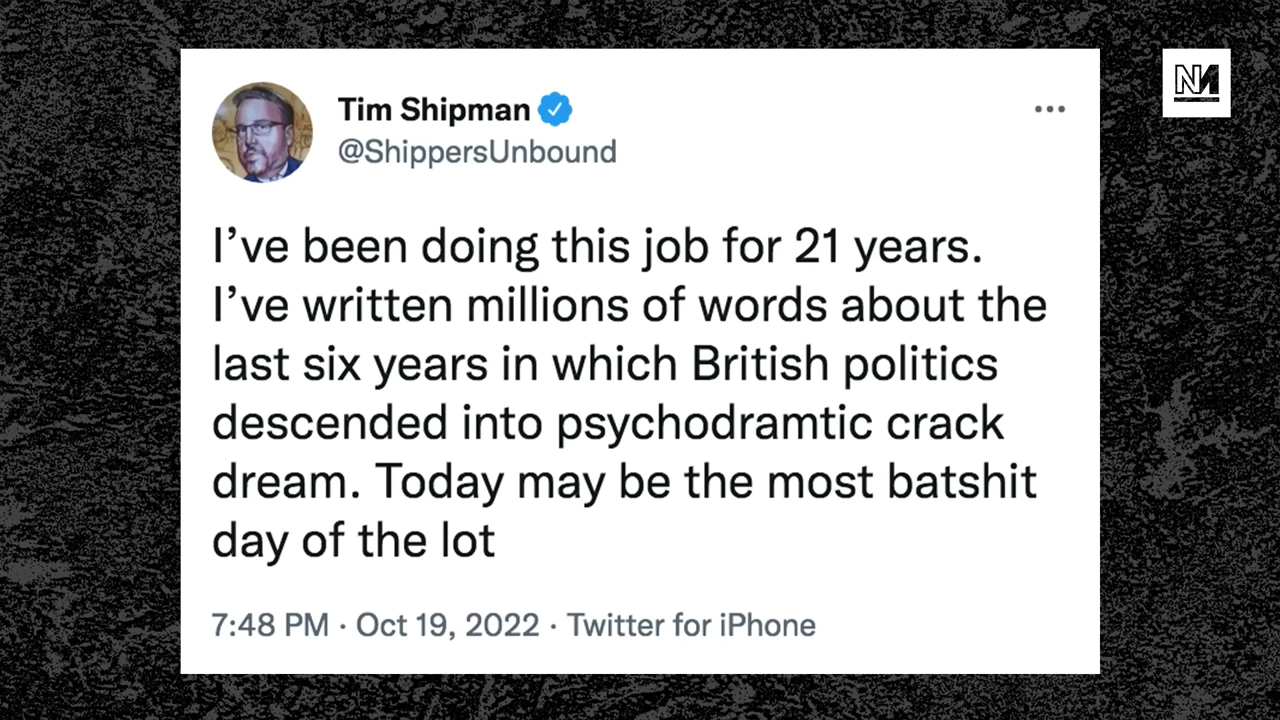 Tim Shipman
@ShippersUnbound
I’ve been doing this job for 21 years.
I’ve written millions of words about the
last six years in which British politics
descended into psychodramtic crack
dream. Today may be the most batshit
day of the lot
7:48 PM · Oct 19, 2022 · Twitter for iPhone
NM